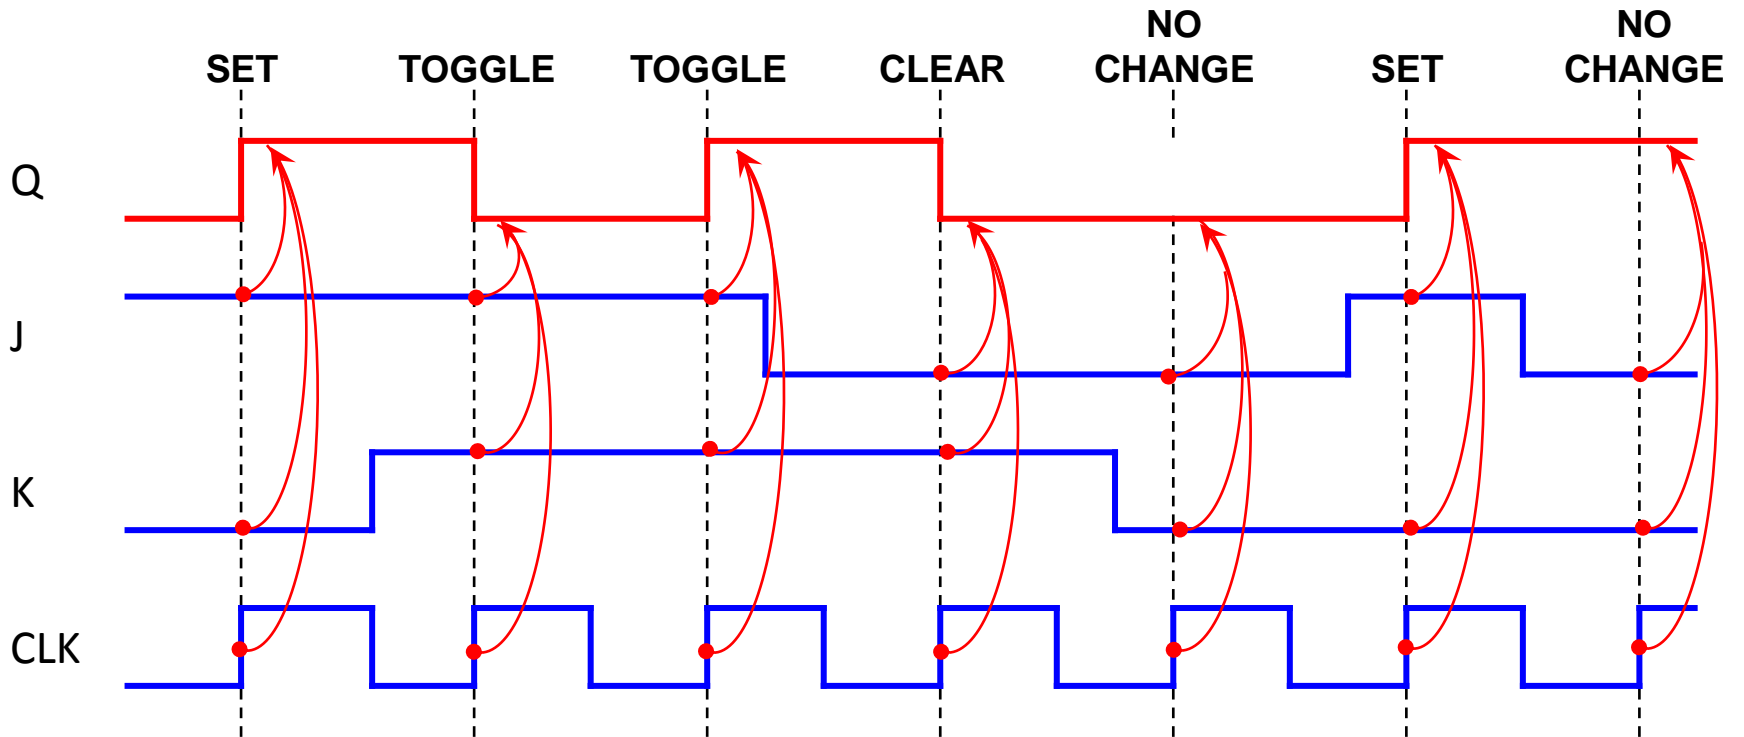 NO
NO
SET
TOGGLE
TOGGLE
CLEAR
CHANGE
SET
CHANGE
Q
J
K
CLK